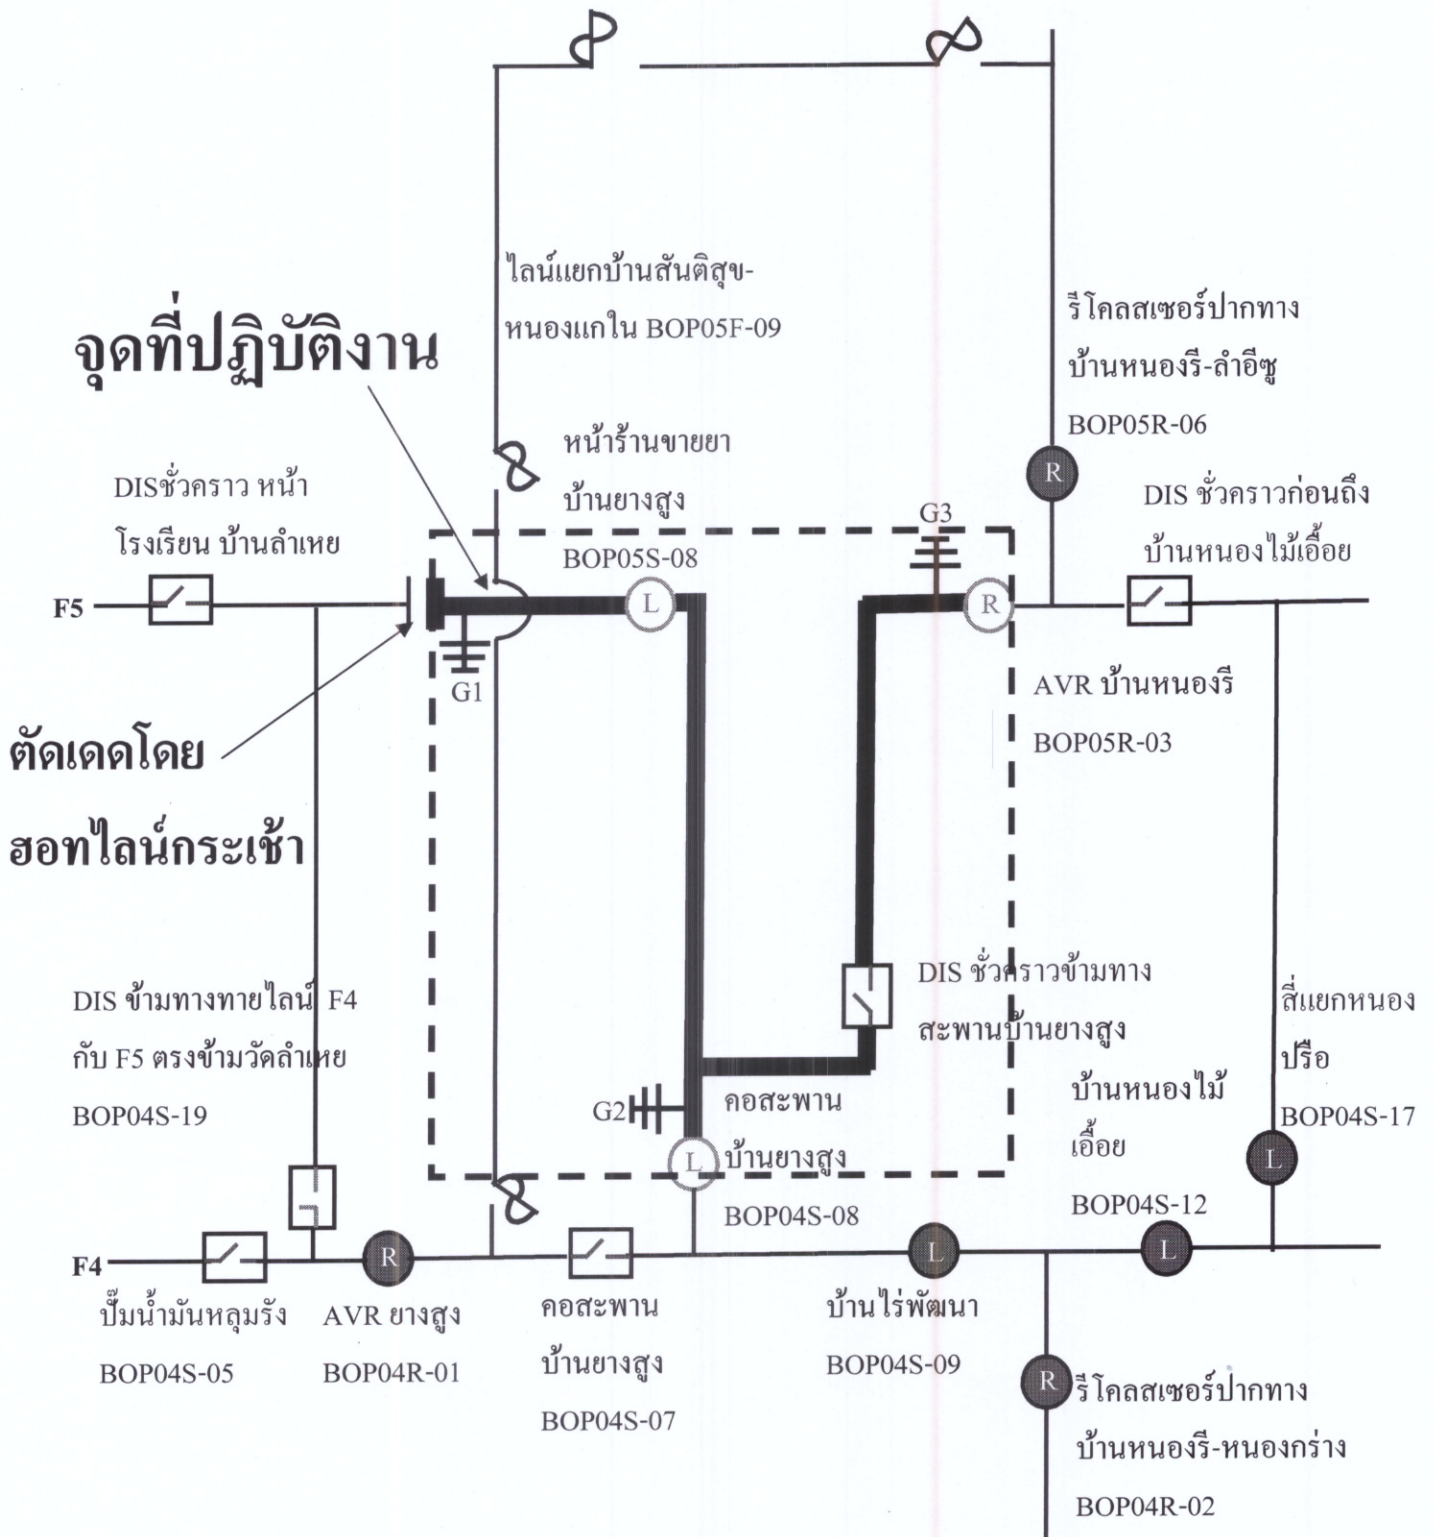 ไลน์แยกบ้านสันติสุข-
หนองแกใน BOP05F-09
รีโคลสเซอร์ปากทาง
บ้านหนองรี-ลำอีซู
BOP05R-06
R
จุดที่ปฏิบัติงาน
หน้าร้านขายยา
บ้านยางสูง
BOP05S-08
DISชั่วคราว หน้า
โรงเรียน บ้านลำเหย
DIS ชั่วคราวก่อนถึง
บ้านหนองไม้เอื้อย
G3
F5
L
R
G1
AVR บ้านหนองรี
BOP05R-03
ตัดเดดโดย
ฮอทไลน์กระเช้า
DIS ข้ามทางทายไลน์ F4
กับ F5 ตรงข้ามวัดลำเหย
BOP04S-19
DIS ชั่วคราวข้ามทาง
สะพานบ้านยางสูง
สี่แยกหนอง
ปรือ
BOP04S-17
L
G2
L
คอสะพาน
บ้านยางสูง
BOP04S-08
บ้านหนองไม้
เอื้อย
BOP04S-12
F4
R
L
L
ปั๊มน้ำมันหลุมรัง
BOP04S-05
AVR ยางสูง
BOP04R-01
คอสะพาน
บ้านยางสูง
BOP04S-07
บ้านไร่พัฒนา
BOP04S-09
R
รีโคลสเซอร์ปากทาง
บ้านหนองรี-หนองกร่าง
BOP04R-02